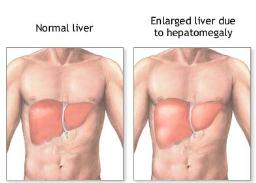 Normal liver
Enlarged liver due
to hepatomegaly